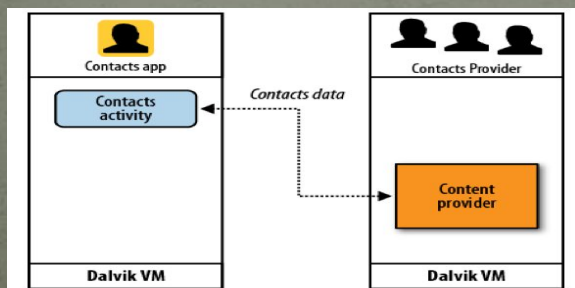 Contacts app
Contacts
activity
Dalvik VM
Contacts data
Contacts Provider
Content
provider
Dalvik VM